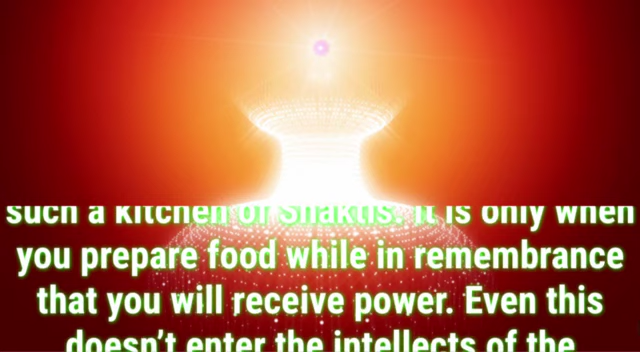 such a kitchen of Shaktis. It is only when
you prepare food while in remembrance
that you will receive power. Even this
doesn't enter the intellects of the